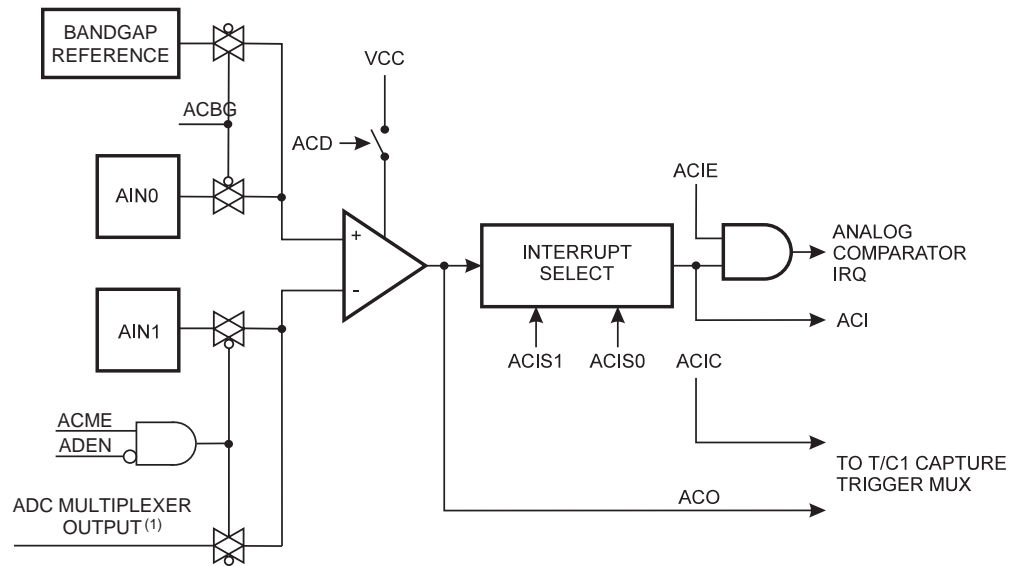 BANDGAP
REFERENCE
VCC
ACBG
ACD
AIN0
ACIE
+
INTERRUPT
SELECT
ANALOG
COMPARATOR
IRQ
-
AIN1
ACI
ACIS1
ACIS0
ACIC
ACME
ADEN
TO T/C1 CAPTURE
TRIGGER MUX
ACO
ADC MULTIPLEXER
OUTPUT (1)